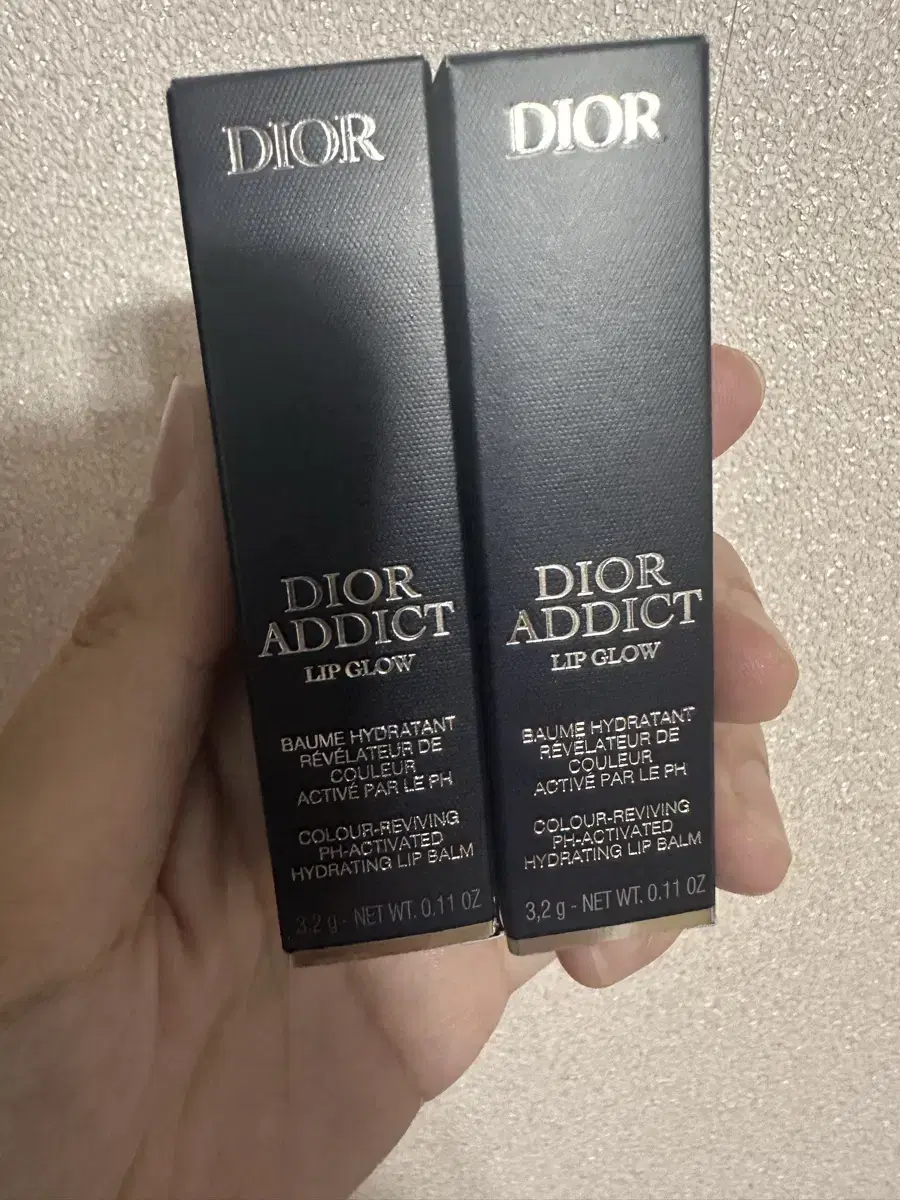 DIOR
DIOR
ADDICT
LIP GLOW
BAUME HYDRATANT
RÉVÉLATEUR DE
COULEUR
ACTIVÉ PAR LE PH
COLOUR-REVIVING
PH-ACTIVATED
HYDRATING LIP BALM
3,2 g - NET WT. 0.11 OZ
DIOR
DIOR
ADDICT
LIP GLOW
BAUME HYDRATANT
RÉVÉLATEUR DE
COULEUR
ACTIVÉ PAR LE PH
COLOUR-REVIVING
PH-ACTIVATED
HYDRATING LIP BALM
3,2 g - NET WT. 0.11 OZ